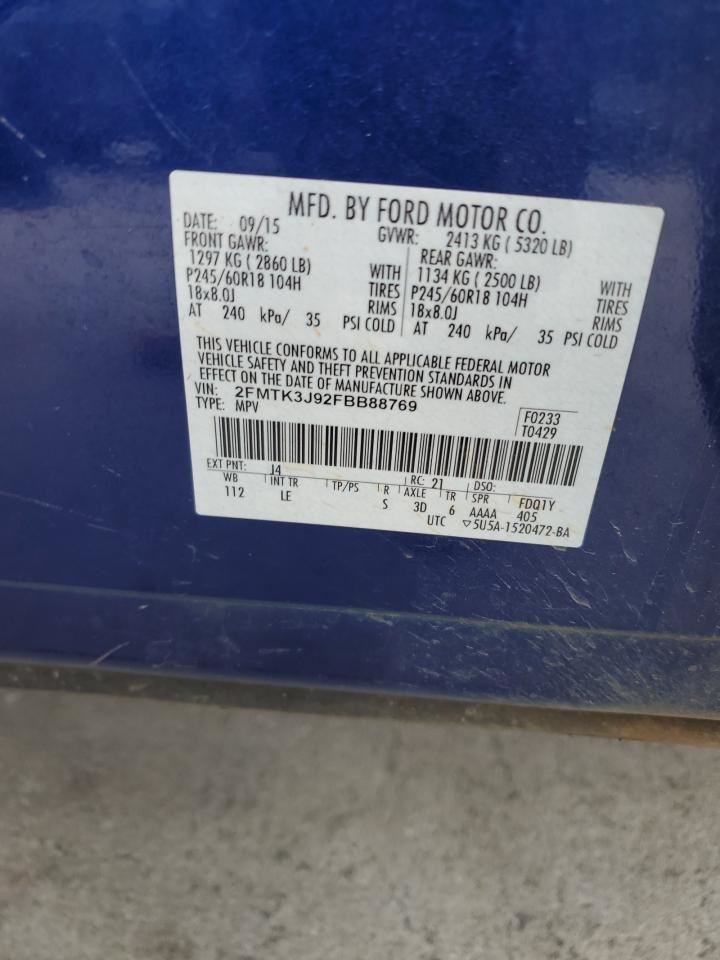 MFD. BY FORD MOTOR CO.
DATE: 09/15 GVWR: 2413 KG ( 5320 LB)
FRONT GAWR: REAR GAWR:
1297 KG ( 2860 LB) WITH 1134 KG ( 2500 LB) WITH
P245/60R18 104H TIRES P245/60R18 104H TIRES
18x8.0J RIMS 18x8.0J RIMS
AT 240 kPa/ 35 PSI COLD AT 240 kPa/ 35 PSI COLD
THIS VEHICLE CONFORMS TO ALL APPLICABLE FEDERAL MOTOR
VEHICLE SAFETY AND THEFT PREVENTION STANDARDS IN
EFFECT ON THE DATE OF MANUFACTURE SHOWN ABOVE.
VIN: 2FMTK3J92FBB88769 F0233
TYPE: MPV T0429
EXT PNT: J4 RC: 21 DSO: FDQ1Y
WB INT TR TP/PS R AXLE TR SPR 405
112 LE S 3D 6 AAAA
UTC ▽5U5A-1520472-BA